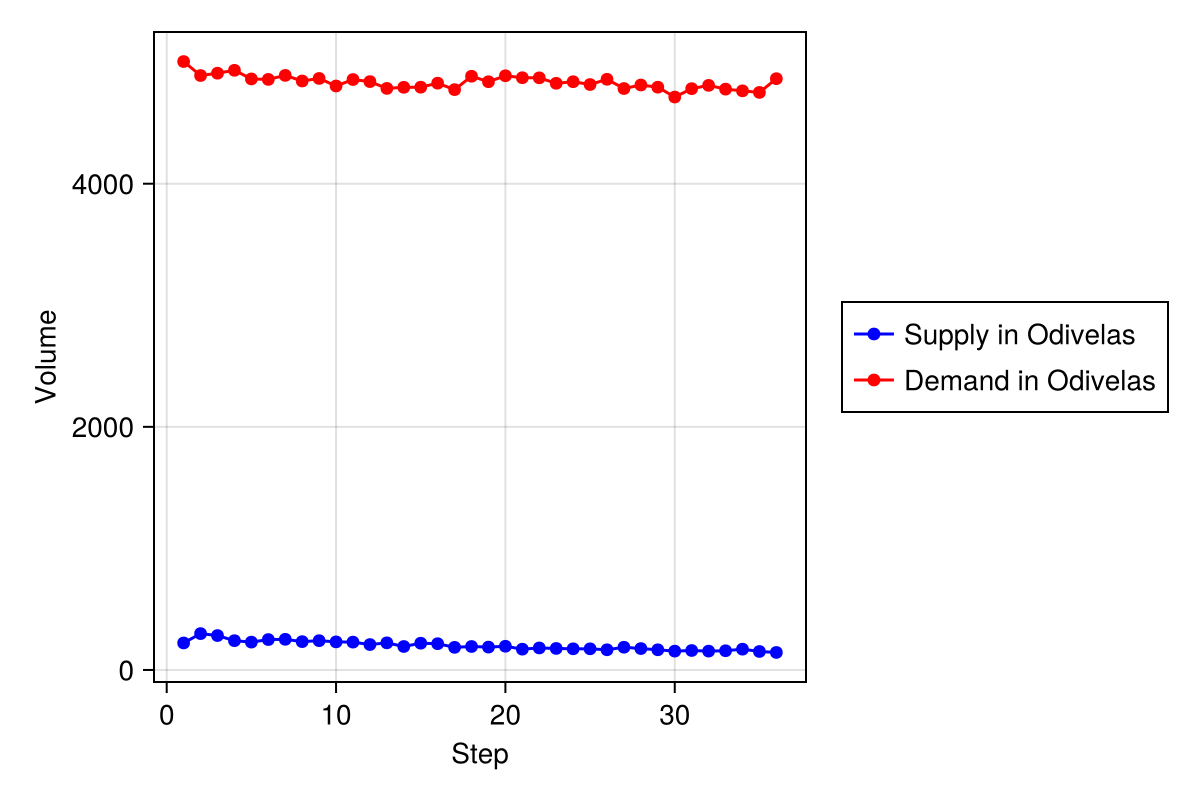 4000
2000
0
Volume
0 10 20 30
Step
Supply in Odivelas
Demand in Odivelas